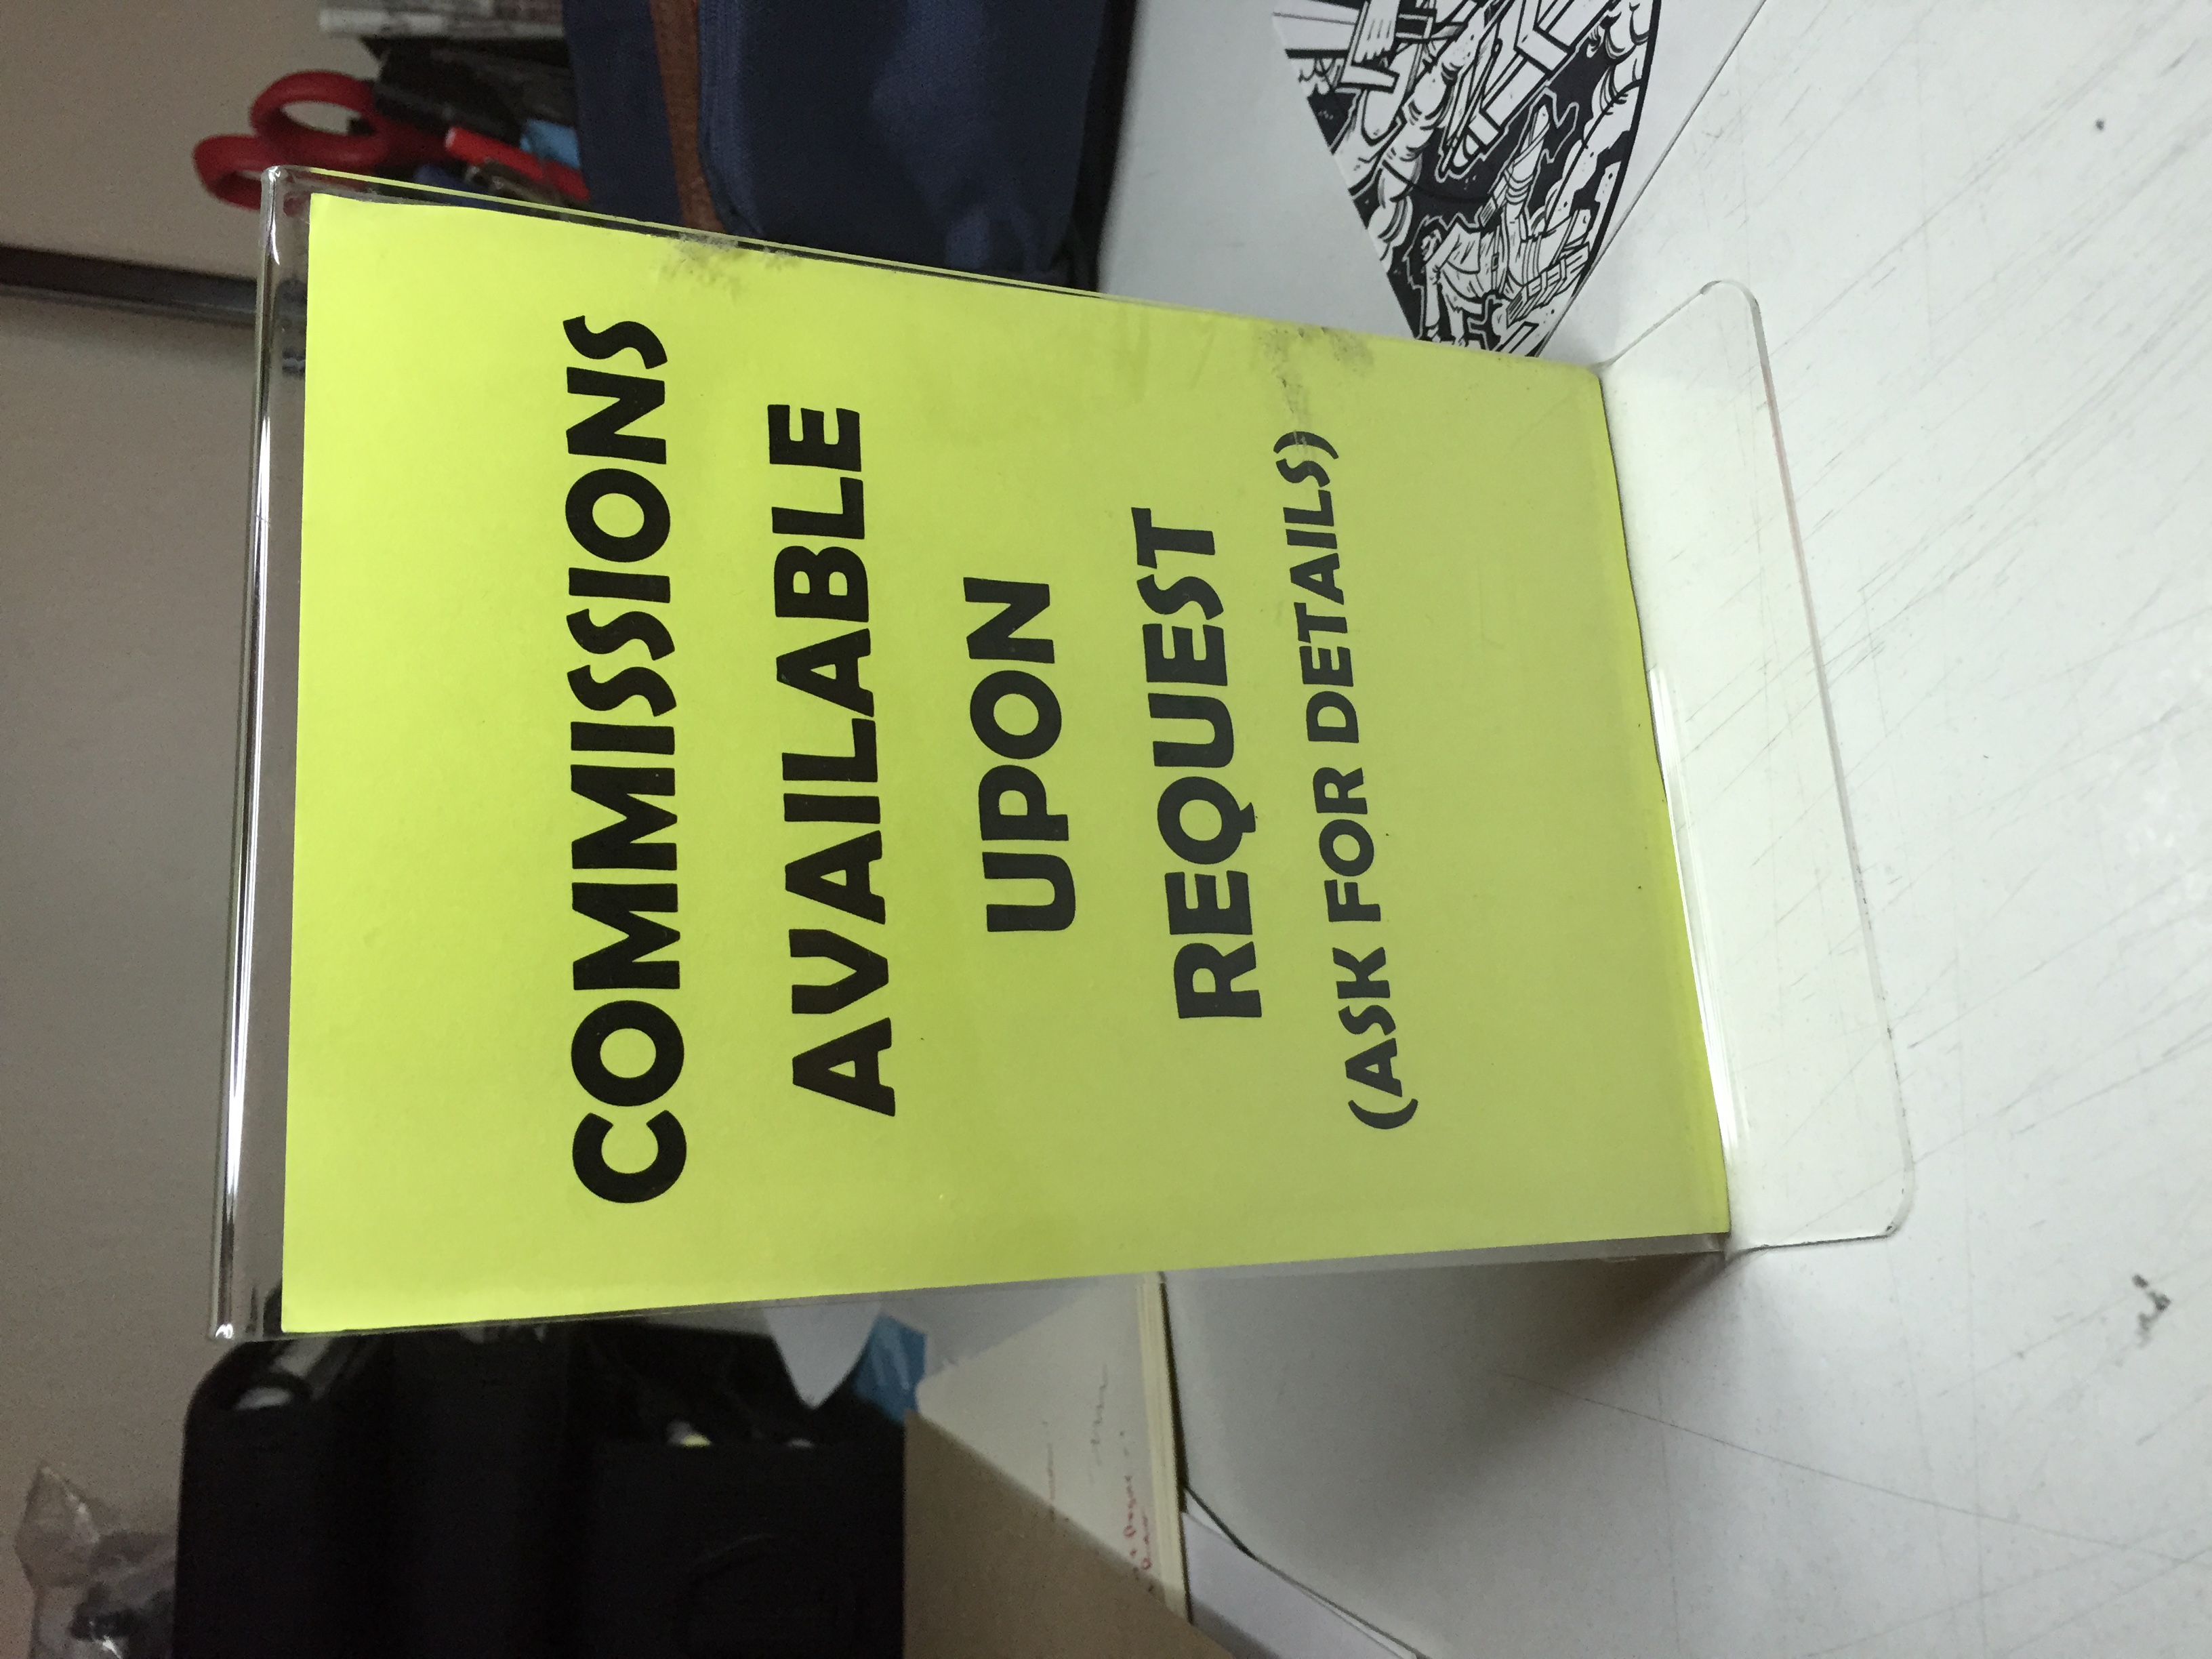 COMMISSIONS
AVAILABLE
UPON
REQUEST
(ASK FOR DETAILS)